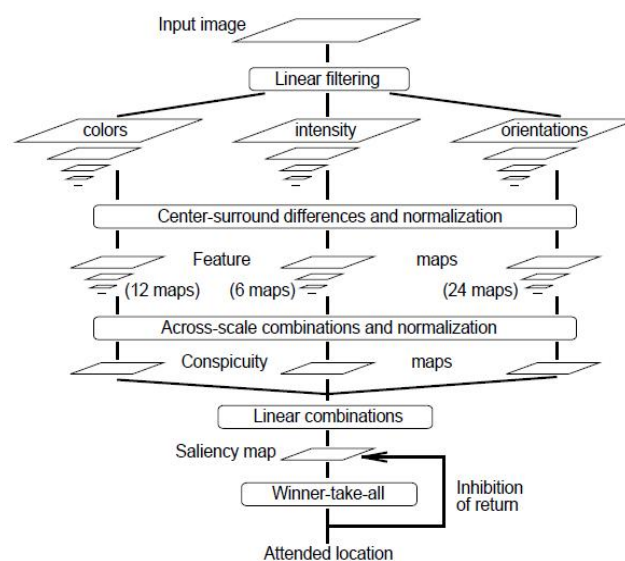 Input image
Linear filtering
colors intensity orientations
Center-surround differences and normalization
Feature maps
(12 maps) (6 maps) (24 maps)
Across-scale combinations and normalization
Conspicuity maps
Linear combinations
Saliency map
Winner-take-all
Inhibition
of return
Attended location